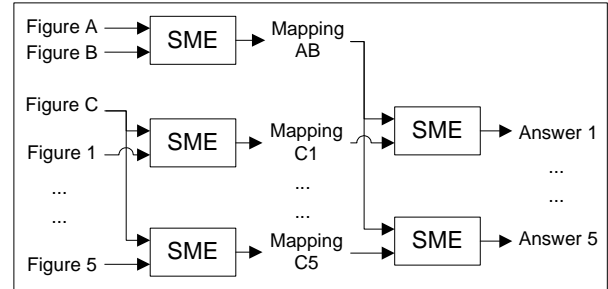 Figure A
Figure B
SME
Mapping
AB
Figure C
Figure 1
...
...
Figure 5
SME
Mapping
C1
...
...
SME
Mapping
C5
SME
Answer 1
...
...
SME
Answer 5